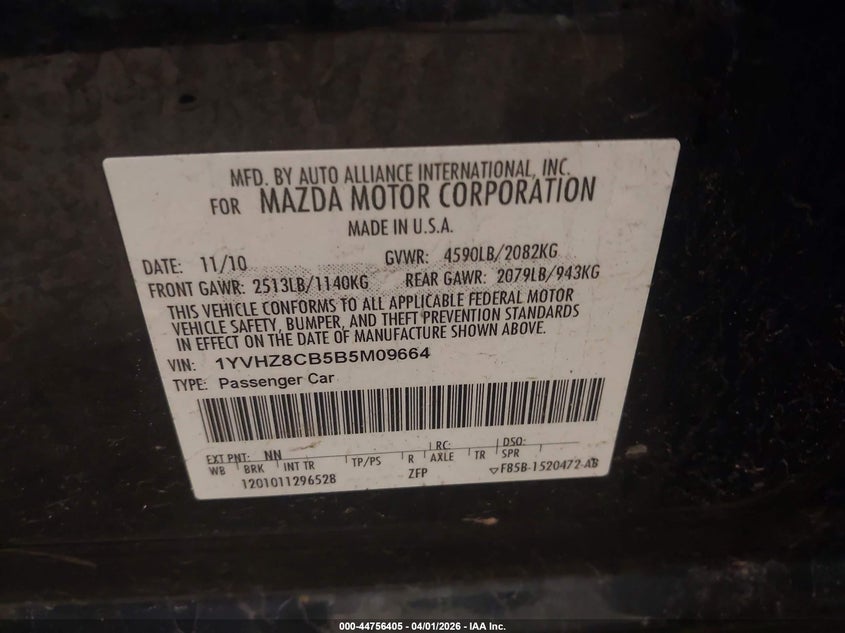 MFD. BY AUTO ALLIANCE INTERNATIONAL, INC.
FOR MAZDA MOTOR CORPORATION
MADE IN U.S.A.
DATE: 11/10 GVWR: 4590LB/2082KG
FRONT GAWR: 2513LB/1140KG REAR GAWR: 2079LB/943KG
THIS VEHICLE CONFORMS TO ALL APPLICABLE FEDERAL MOTOR
VEHICLE SAFETY, BUMPER, AND THEFT PREVENTION STANDARDS
IN EFFECT ON THE DATE OF MANUFACTURE SHOWN ABOVE.
VIN: 1YVHZ8CB5B5M09664
TYPE: Passenger Car
EXT PNT: NN RC: DSO:
WB BRK INT TR TP/PS R AXLE TR SPR
1201011296528 ZFP ▽F85B-1520472-AB
000-44756405 - 04/01/2026 - IAA Inc.